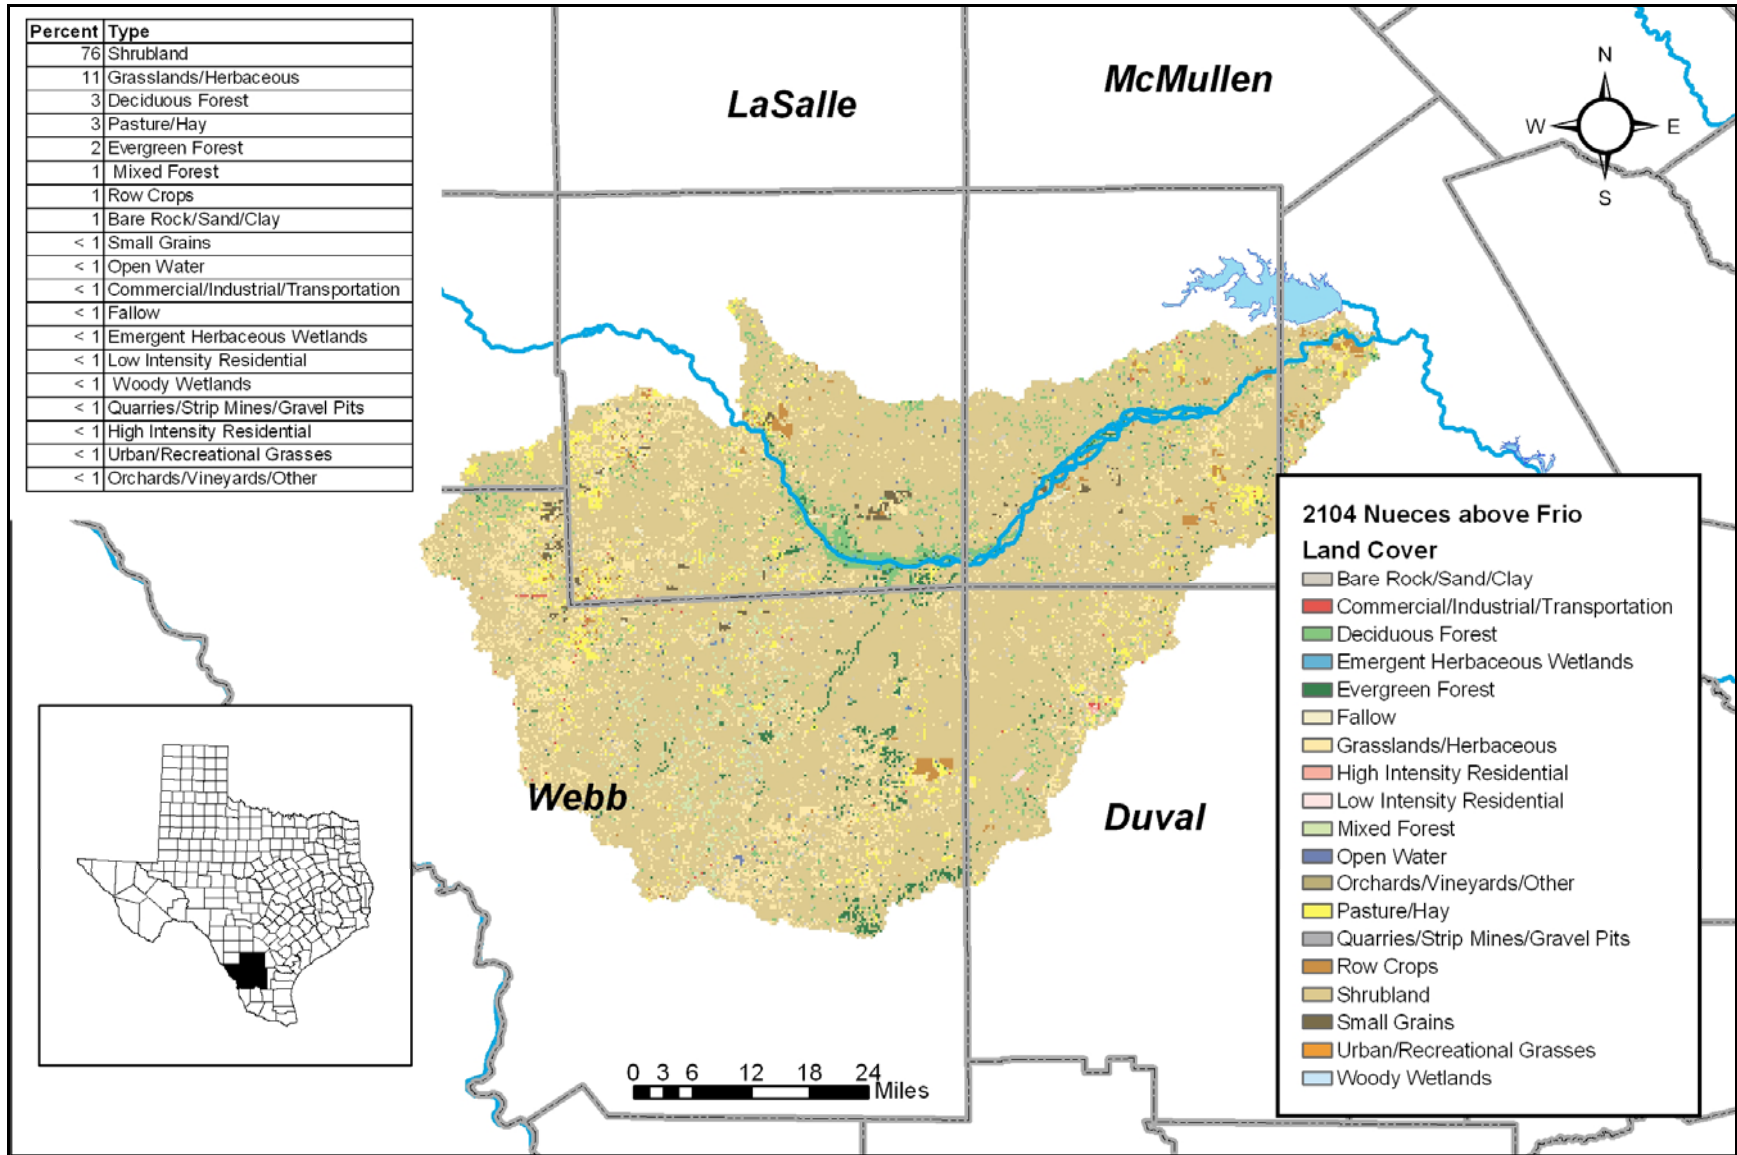 Percent Type
76 Shrubland
11 Grasslands/Herbaceous
3 Deciduous Forest
3 Pasture/Hay
2 Evergreen Forest
1 Mixed Forest
1 Row Crops
1 Bare Rock/Sand/Clay
< 1 Small Grains
< 1 Open Water
< 1 Commercial/Industrial/Transportation
< 1 Fallow
< 1 Emergent Herbaceous Wetlands
< 1 Low Intensity Residential
< 1 Woody Wetlands
< 1 Quarries/Strip Mines/Gravel Pits
< 1 High Intensity Residential
< 1 Urban/Recreational Grasses
< 1 Orchards/Vineyards/Other
LaSalle
McMullen
N
W E
S
Webb
Duval
2104 Nueces above Frio
Land Cover
Bare Rock/Sand/Clay
Commercial/Industrial/Transportation
Deciduous Forest
Emergent Herbaceous Wetlands
Evergreen Forest
Fallow
Grasslands/Herbaceous
High Intensity Residential
Low Intensity Residential
Mixed Forest
Open Water
Orchards/Vineyards/Other
Pasture/Hay
Quarries/Strip Mines/Gravel Pits
Row Crops
Shrubland
Small Grains
Urban/Recreational Grasses
Woody Wetlands
0 3 6 12 18 24
Miles